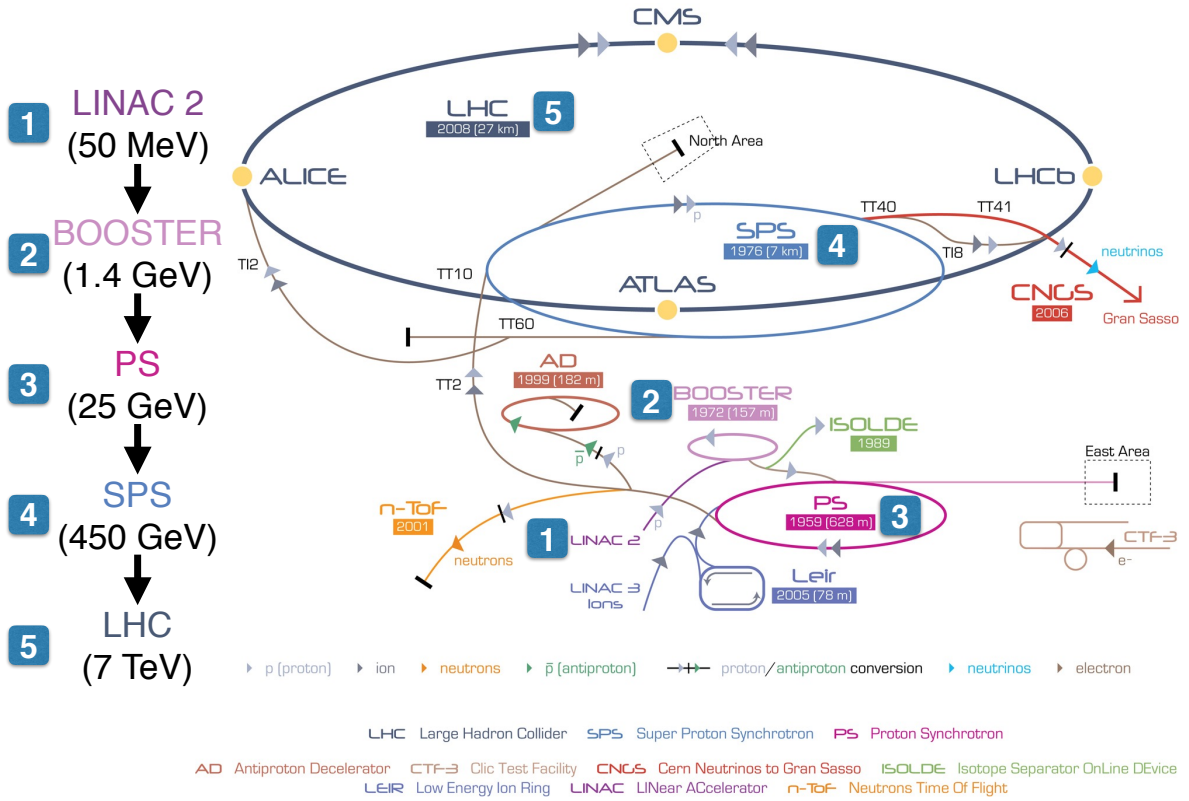 1
LINAC 2
(50 MeV)
2
BOOSTER
(1.4 GeV)
3
PS
(25 GeV)
4
SPS
(450 GeV)
5
LHC
(7 TeV)
CMS
LHC
5
2008 (27 km)
North Area
ALICE
LHCb
TT40
TT41
p
SPS
4
1976 (7 km)
TI8
neutrinos
TI2
TT10
ATLAS
CNGS
2006
Gran Sasso
TT60
AD
1999 (182 m)
TT2
2
BOOSTER
1972 (157 m)
ISOLDE
1989
p̅
p
East Area
n-ToF
2001
neutrons
1
p
LINAC 2
PS
3
1959 (628 m)
CTF-3
e-
LINAC 3
Ions
Leir
2005 (78 m)
p (proton)
ion
neutrons
p̅ (antiproton)
proton/antiproton conversion
neutrinos
electron
LHC Large Hadron Collider SPS Super Proton Synchrotron PS Proton Synchrotron
AD Antiproton Decelerator CTF-3 Clic Test Facility CNGS Cern Neutrinos to Gran Sasso ISOLDE Isotope Separator OnLine DEvice
LEIR Low Energy Ion Ring LINAC LINear ACcelerator n-ToF Neutrons Time Of Flight